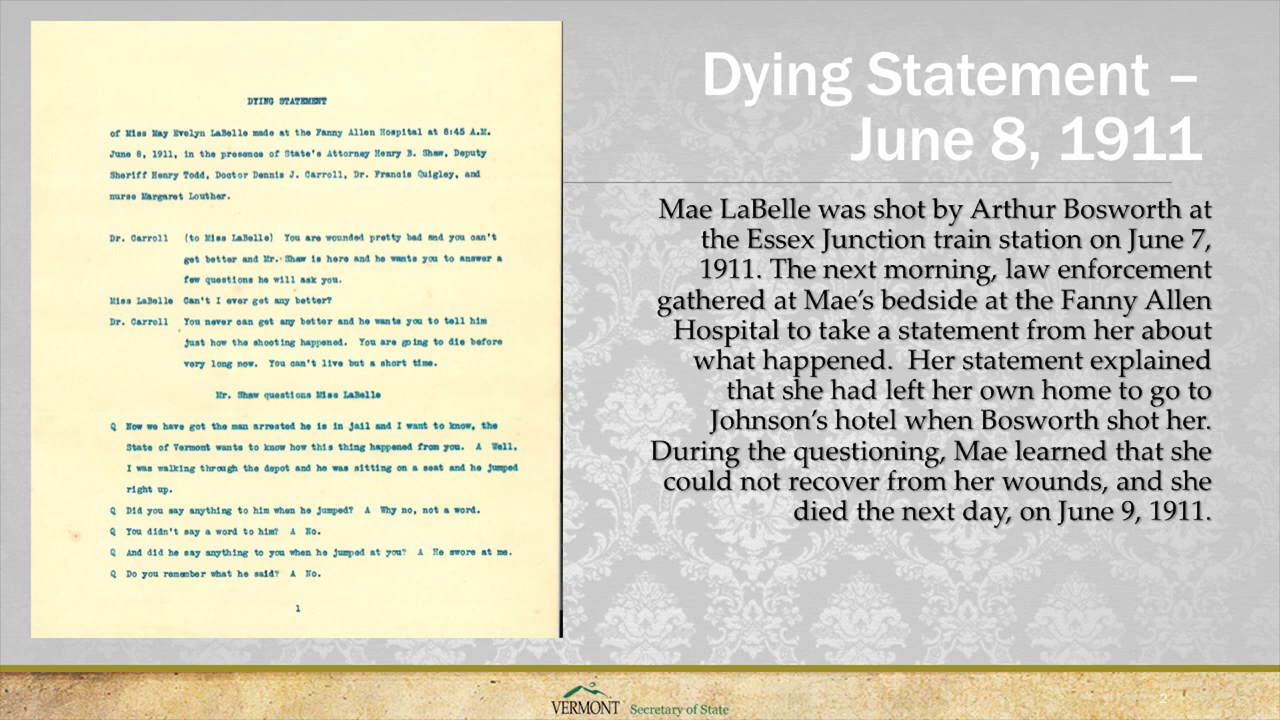 DYING STATEMENT
of Miss May Evelyn LaBelle made at the Fanny Allen Hospital at 8:45 A.M.
June 8, 1911, in the presence of State's Attorney Henry B. Shaw, Deputy
Sheriff Henry Todd, Doctor Dennis J. Carroll, Dr. Francis Quigley, and
nurse Margaret Louther.
Dr. Carroll (to Miss LaBelle) You are wounded pretty bad and you can't
get better and Mr. Shaw is here and he wants you to answer a
few questions he will ask you.
Miss LaBelle Can't I ever get any better?
Dr. Carroll You never can get any better and he wants you to tell him
just how the shooting happened. You are going to die before
very long now. You can't live but a short time.
Mr. Shaw questions Miss LaBelle
Q Now we have got the man arrested he is in jail and I want to know, the
State of Vermont wants to know how this thing happened from you. A Well,
I was walking through the depot and he was sitting on a seat and he jumped
right up.
Q Did you say anything to him when he jumped? A Why no, not a word.
Q You didn't say a word to him? A No.
Q And did he say anything to you when he jumped at you? A He swore at me.
Q Do you remember what he said? A No.
1
Dying Statement –
June 8, 1911
Mae LaBelle was shot by Arthur Bosworth at
the Essex Junction train station on June 7,
1911. The next morning, law enforcement
gathered at Mae’s bedside at the Fanny Allen
Hospital to take a statement from her about
what happened.  Her statement explained
that she had left her own home to go to
Johnson’s hotel when Bosworth shot her.
During the questioning, Mae learned that she
could not recover from her wounds, and she
died the next day, on June 9, 1911.
VERMONT Secretary of State
2